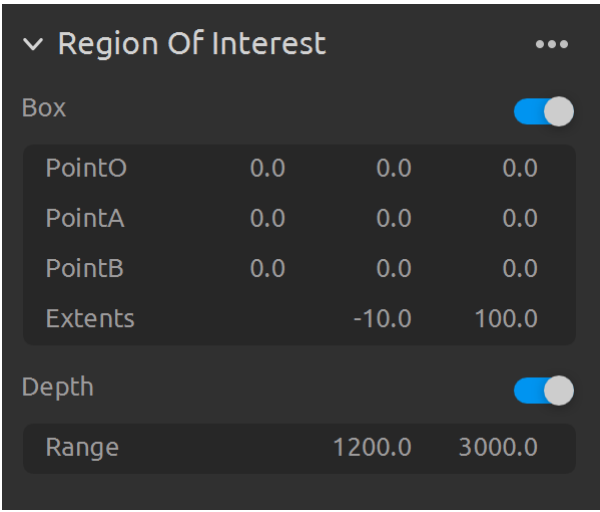 Region Of Interest
Box
PointO 0.0 0.0 0.0
PointA 0.0 0.0 0.0
PointB 0.0 0.0 0.0
Extents -10.0 100.0
Depth
Range 1200.0 3000.0